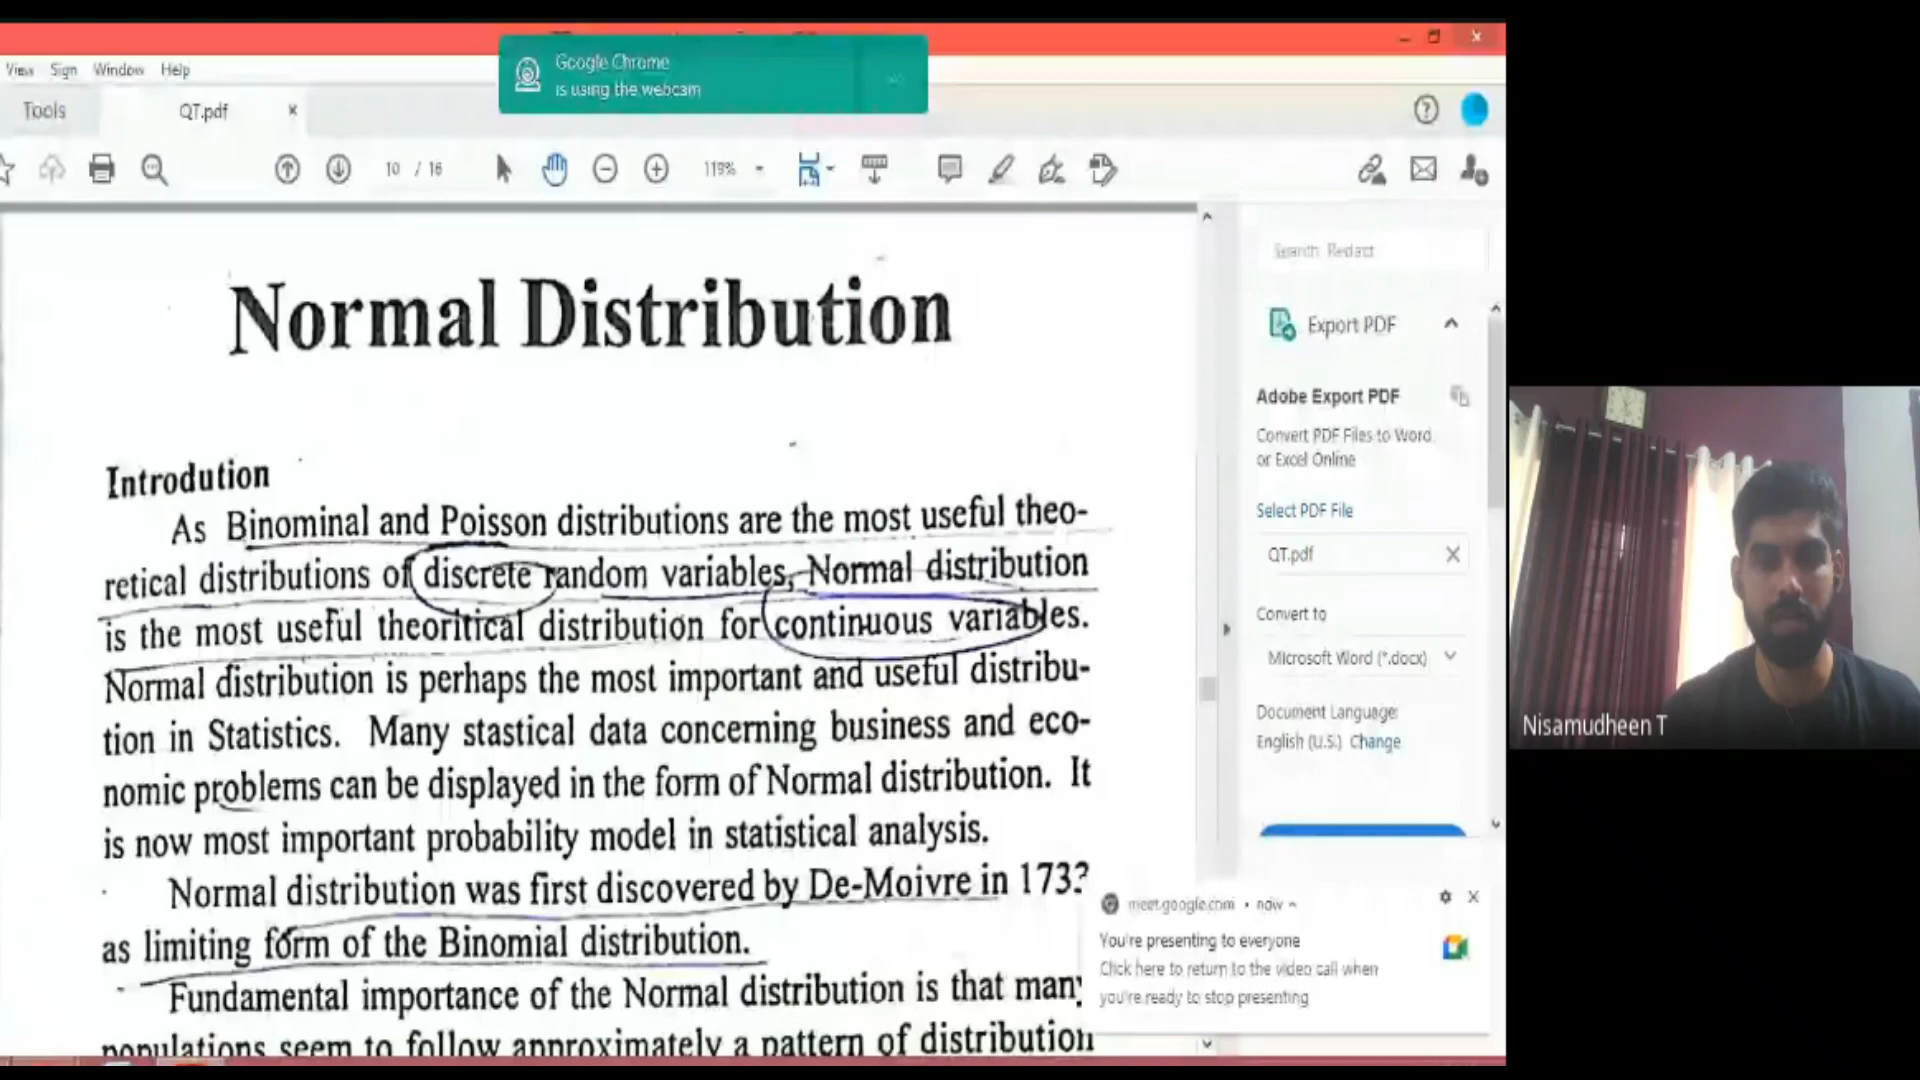 Google Chrome
is using the webcam
View Sign Window Help
Tools QT.pdf
10 / 16 119%
Search Redact
Export PDF
Adobe Export PDF
Convert PDF Files to Word
or Excel Online
Select PDF File
QT.pdf
Convert to
Microsoft Word (*.docx)
Document Language:
English (U.S.) Change
Normal Distribution
Introdution
As Binominal and Poisson distributions are the most useful theo-
retical distributions of discrete random variables, Normal distribution
is the most useful theoritical distribution for continuous variables.
Normal distribution is perhaps the most important and useful distribu-
tion in Statistics. Many stastical data concerning business and eco-
nomic problems can be displayed in the form of Normal distribution. It
is now most important probability model in statistical analysis.
Normal distribution was first discovered by De-Moivre in
as limiting form of the Binomial distribution.
Fundamental importance of the Normal distribution is that many
populations seem to follow approximately a pattern of distribution
meet.google.com • now
You're presenting to everyone
Click here to return to the video call when
you're ready to stop presenting
Nisamudheen T